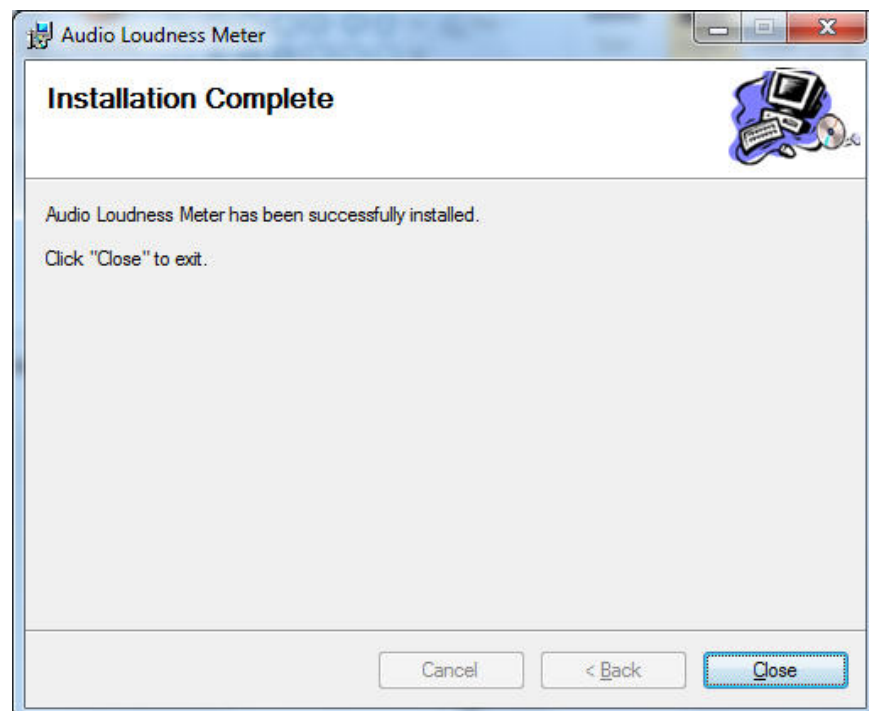 Audio Loudness Meter
Installation Complete
Audio Loudness Meter has been successfully installed.
Click "Close" to exit.
Cancel
< Back
Close